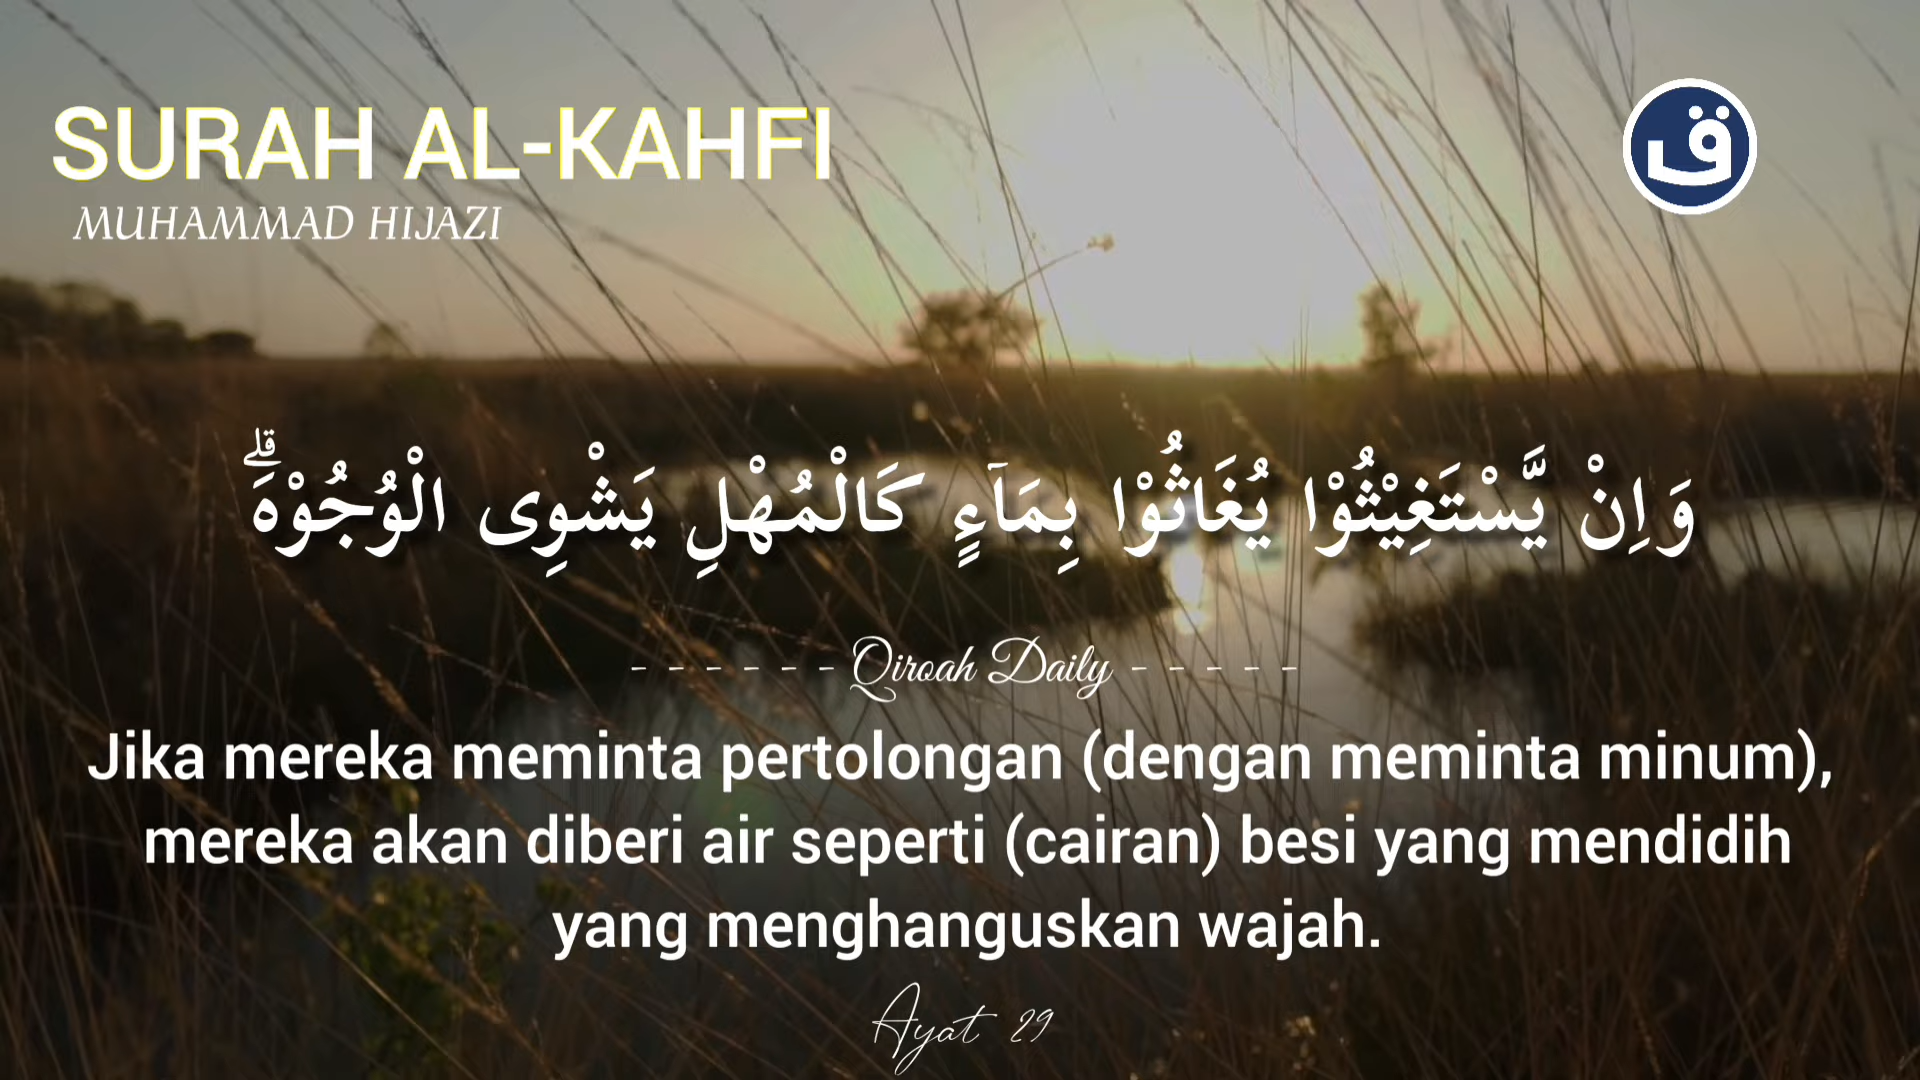 SURAH AL-KAHFI
MUHAMMAD HIJAZI
ق
وَاِنْ يَّسْتَغِيْثُوْا يُغَاثُوْا بِمَاۤءٍ كَالْمُهْلِ يَشْوِى الْوُجُوْهَۗ
- - - - - - Qiroah Daily - - - - -
Jika mereka meminta pertolongan (dengan meminta minum),
mereka akan diberi air seperti (cairan) besi yang mendidih
yang menghanguskan wajah.
Ayat 29